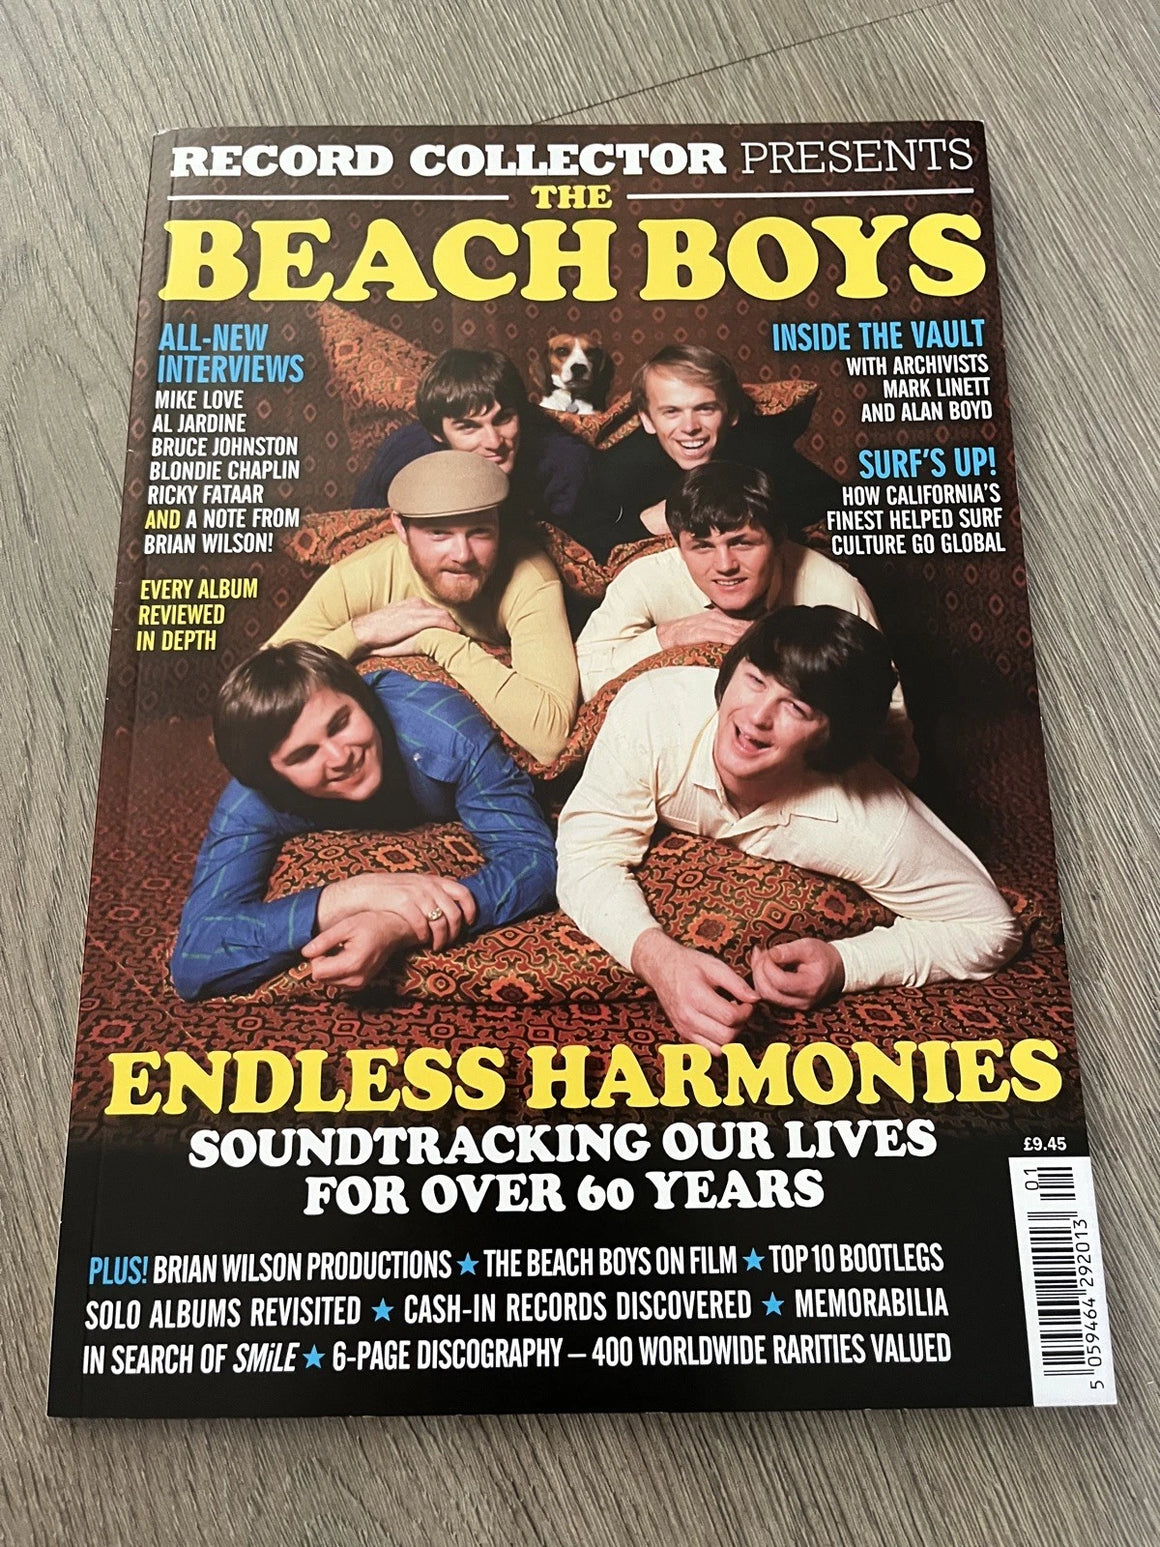 RECORD COLLECTOR PRESENTS
THE
BEACH BOYS
ALL-NEW
INTERVIEWS
MIKE LOVE
AL JARDINE
BRUCE JOHNSTON
BLONDIE CHAPLIN
RICKY FATAAR
AND A NOTE FROM
BRIAN WILSON!
EVERY ALBUM
REVIEWED
IN DEPTH
INSIDE THE VAULT
WITH ARCHIVISTS
MARK LINETT
AND ALAN BOYD
SURF'S UP!
HOW CALIFORNIA'S
FINEST HELPED SURF
CULTURE GO GLOBAL
ENDLESS HARMONIES
SOUNDTRACKING OUR LIVES
FOR OVER 60 YEARS
£9.45
01
5 059464 292013
PLUS! BRIAN WILSON PRODUCTIONS ★ THE BEACH BOYS ON FILM ★ TOP 10 BOOTLEGS
SOLO ALBUMS REVISITED ★ CASH-IN RECORDS DISCOVERED ★ MEMORABILIA
IN SEARCH OF SMiLE ★ 6-PAGE DISCOGRAPHY – 400 WORLDWIDE RARITIES VALUED